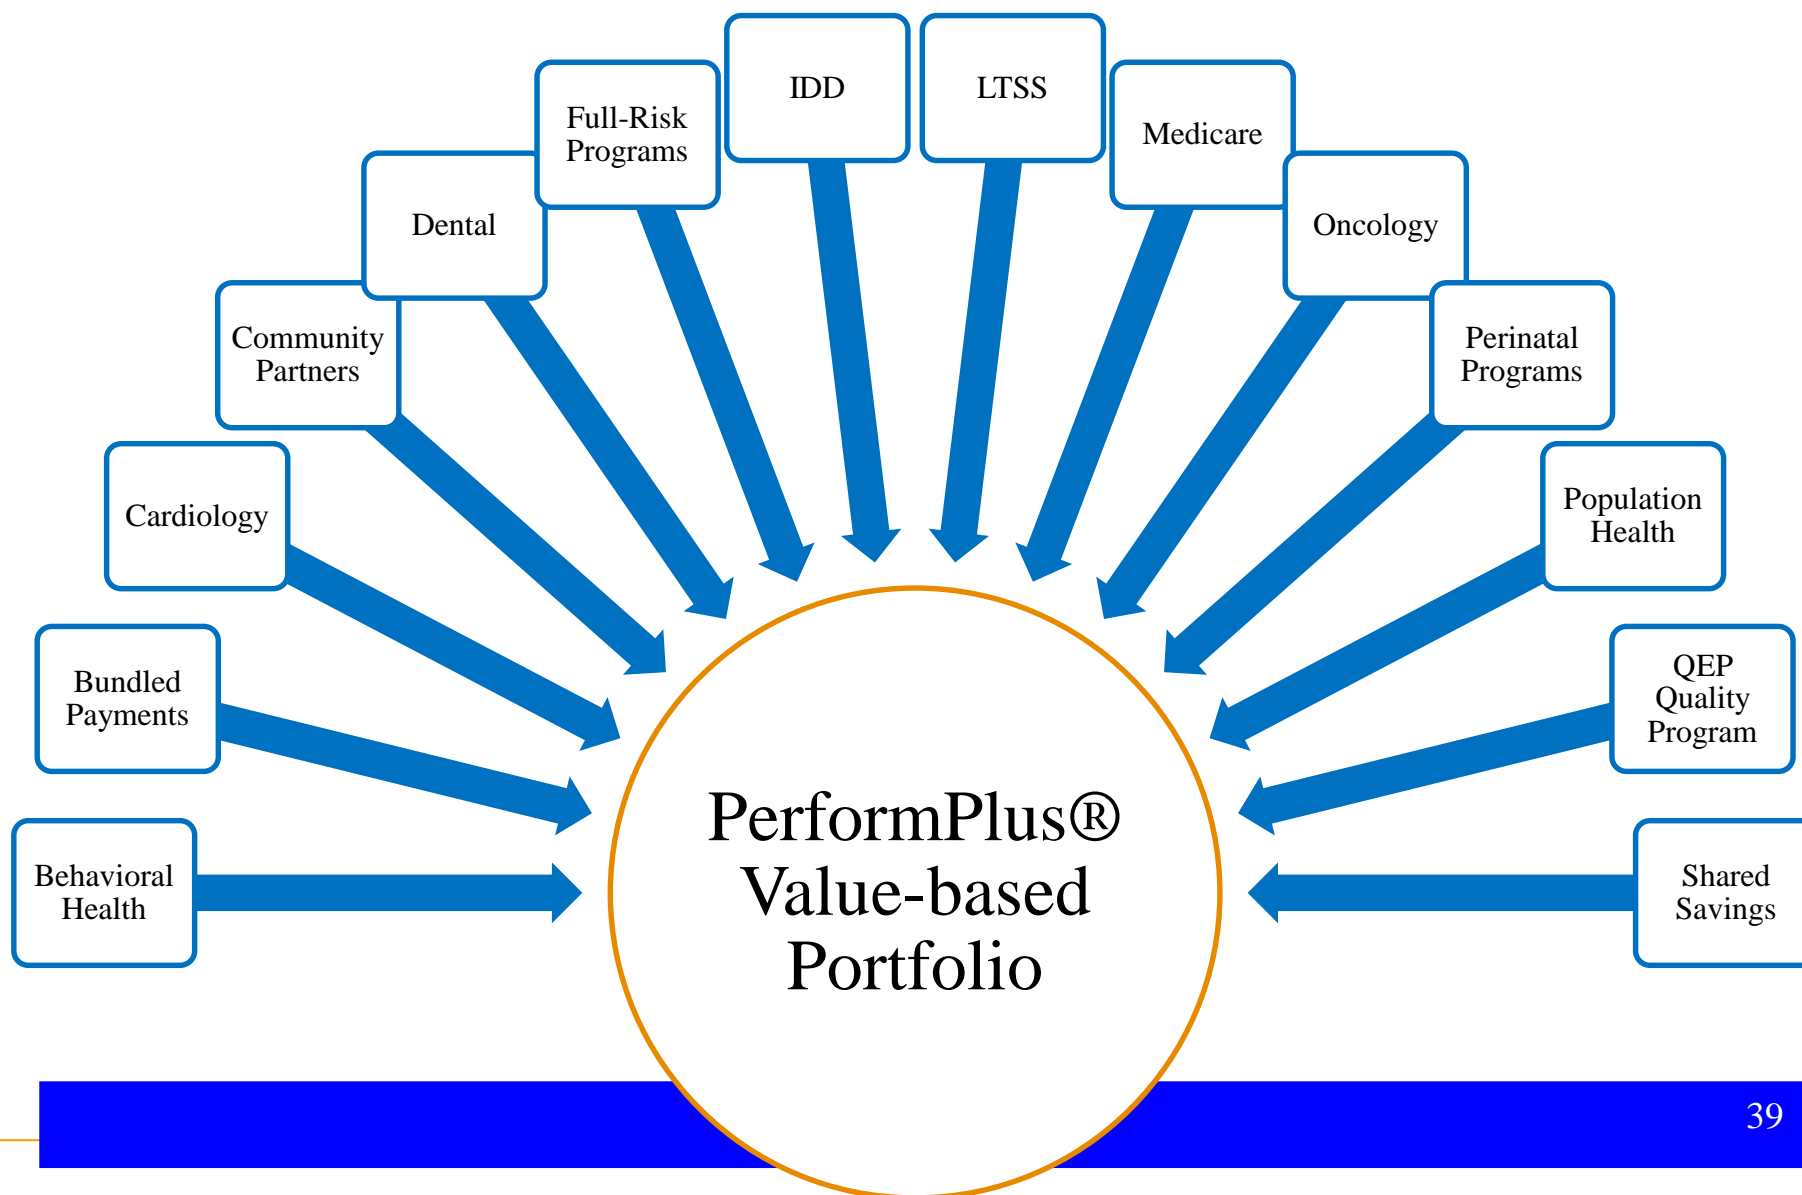 IDD
LTSS
Full-Risk
Programs
Medicare
Dental
Oncology
Community
Partners
Perinatal
Programs
Cardiology
Population
Health
Bundled
Payments
QEP
Quality
Program
Behavioral
Health
Shared
Savings
PerformPlus®
Value-based
Portfolio
39